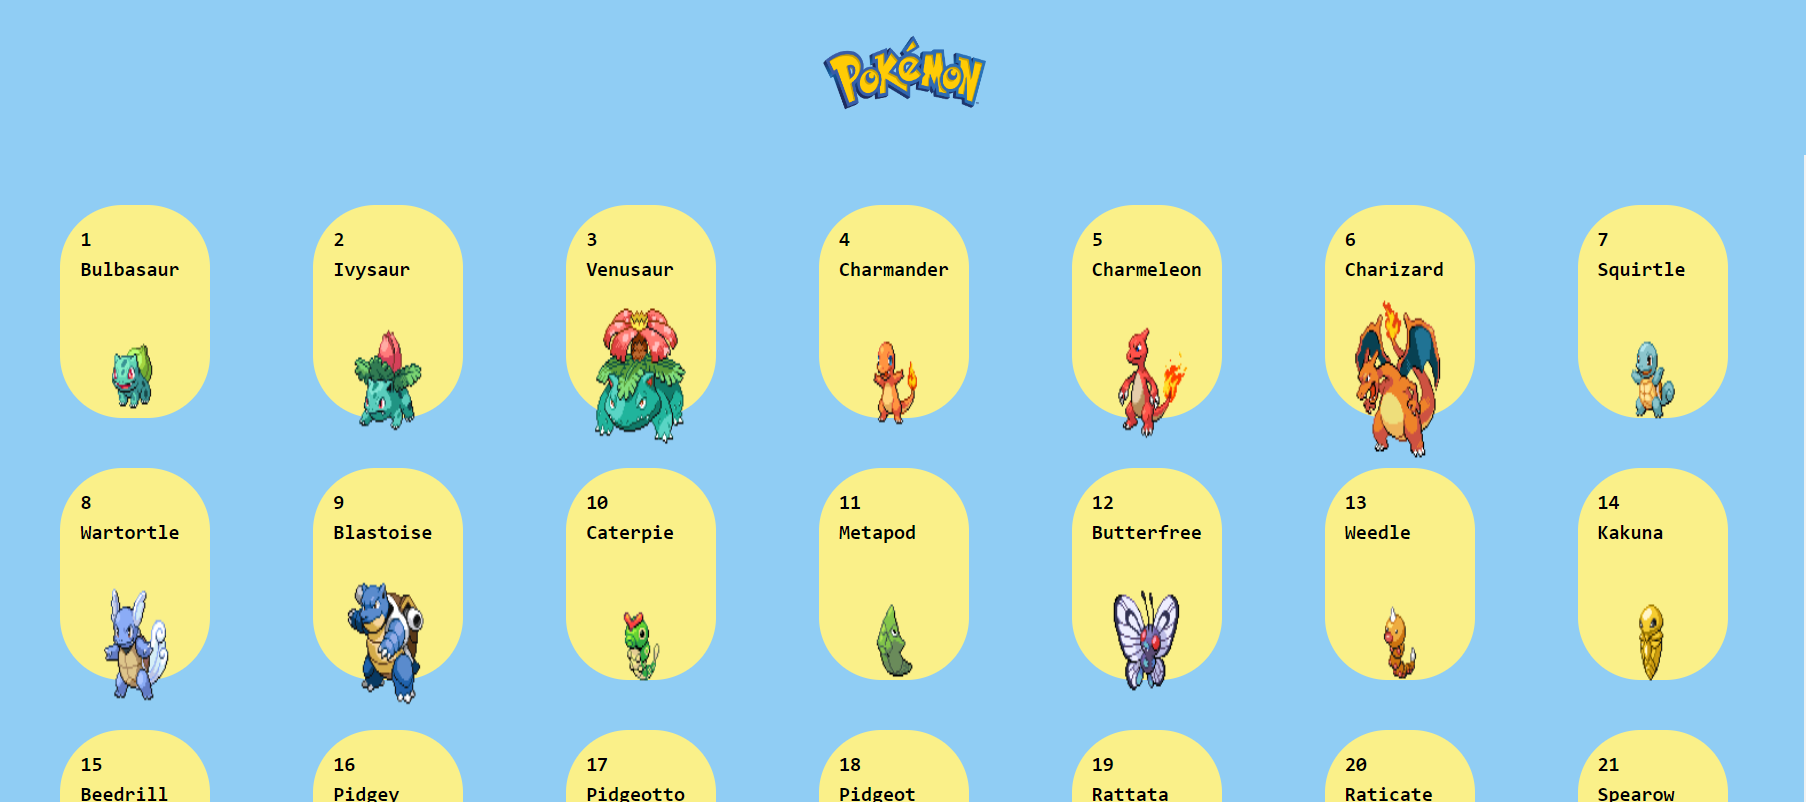 Pokémon
1
Bulbasaur
2
Ivysaur
3
Venusaur
4
Charmander
5
Charmeleon
6
Charizard
7
Squirtle
8
Wartortle
9
Blastoise
10
Caterpie
11
Metapod
12
Butterfree
13
Weedle
14
Kakuna
15
Beedrill
16
Pidgey
17
Pidgeotto
18
Pidgeot
19
Rattata
20
Raticate
21
Spearow